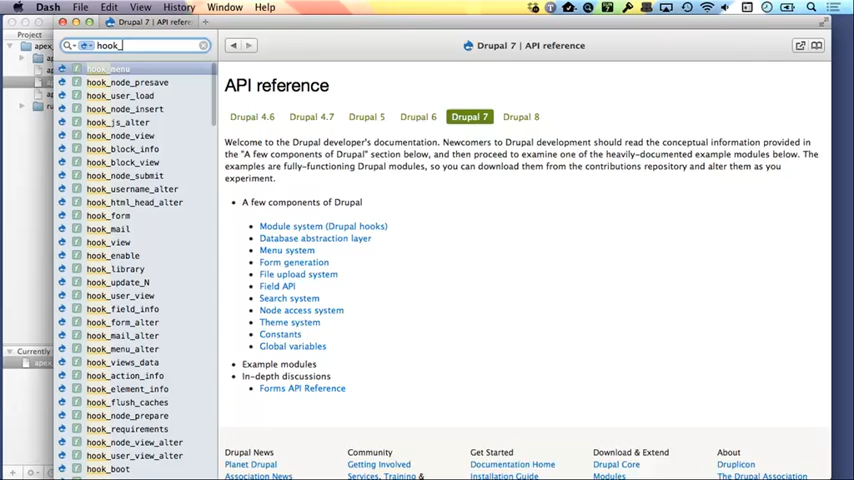 Dash File Edit View History Window Help
Drupal 7 | API referen
hook_
Drupal 7 | API reference
Project
Currently
hook_menu
hook_node_presave
hook_user_load
hook_node_insert
hook_js_alter
hook_node_view
hook_block_info
hook_block_view
hook_node_submit
hook_username_alter
hook_html_head_alter
hook_form
hook_mail
hook_view
hook_enable
hook_library
hook_update_N
hook_user_view
hook_field_info
hook_form_alter
hook_mail_alter
hook_menu_alter
hook_views_data
hook_action_info
hook_element_info
hook_flush_caches
hook_node_prepare
hook_requirements
hook_node_view_alter
hook_user_view_alter
hook_boot
API reference
Drupal 4.6 Drupal 4.7 Drupal 5 Drupal 6 Drupal 7 Drupal 8
Welcome to the Drupal developer's documentation. Newcomers to Drupal development should read the conceptual information provided in
the "A few components of Drupal" section below, and then proceed to examine one of the heavily-documented example modules below. The
examples are fully-functioning Drupal modules, so you can download them from the contributions repository and alter them as you
experiment.
• A few components of Drupal
Module system (Drupal hooks)
Database abstraction layer
Menu system
Form generation
File upload system
Field API
Search system
Node access system
Theme system
Constants
Global variables
• Example modules
• In-depth discussions
Forms API Reference
Drupal News Community Get Started Download & Extend About
Planet Drupal Getting Involved Documentation Home Drupal Core Druplicon
Association News Services, Training & Installation Guide Modules The Drupal Association